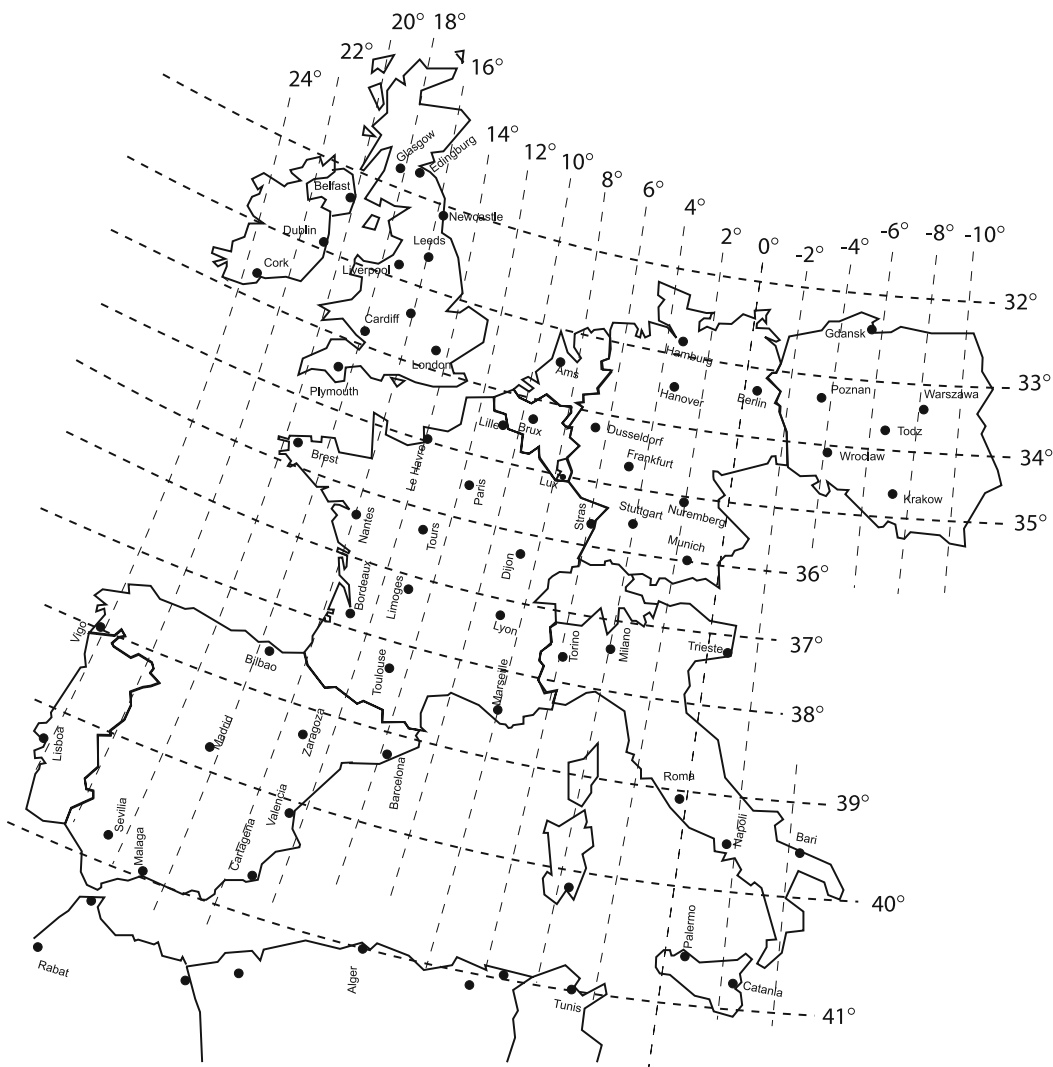 20° 18°
22°
16°
24°
14°
12° 10°
8°
6°
4°
2° 0°
-2° -4° -6° -8° -10°
Glasgow
Edingburg
Belfast
Newcastle
Dublin
Leeds
Cork
Liverpool
32°
Cardiff
Gdansk
London
Hamburg
Ams
Plymouth
33°
Hanover
Berlin
Poznan
Warszawa
Lille
Brux
Dusseldorf
Todz
Brest
Le Havre
Frankfurt
Wrocław
34°
Lux
Paris
Krakow
Nantes
Tours
Stras
Stuttgart
Nuremberg
35°
Munich
Dijon
36°
Bordeaux
Limoges
Lyon
Vigo
37°
Bilbao
Toulouse
Torino
Milano
Trieste
Marseille
38°
Lisboa
Madrid
Zaragoza
Barcelona
Roma
39°
Sevilla
Valencia
Napoli
Bari
Malaga
Cartagena
40°
Palermo
Rabat
Alger
Catania
Tunis
41°